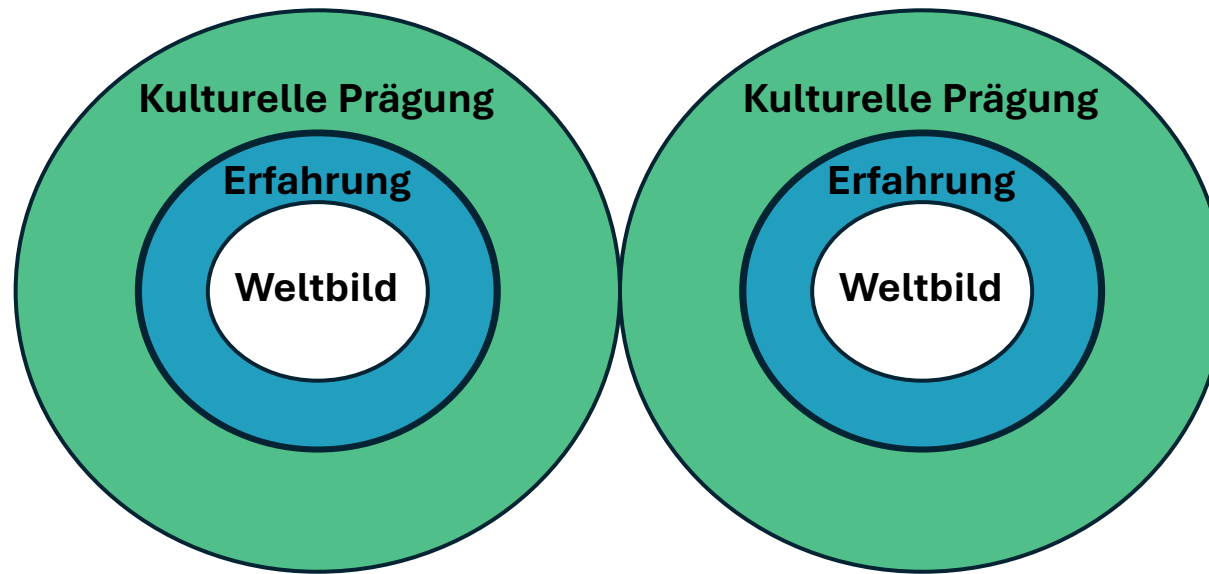 Kulturelle Prägung
Erfahrung
Weltbild
Kulturelle Prägung
Erfahrung
Weltbild